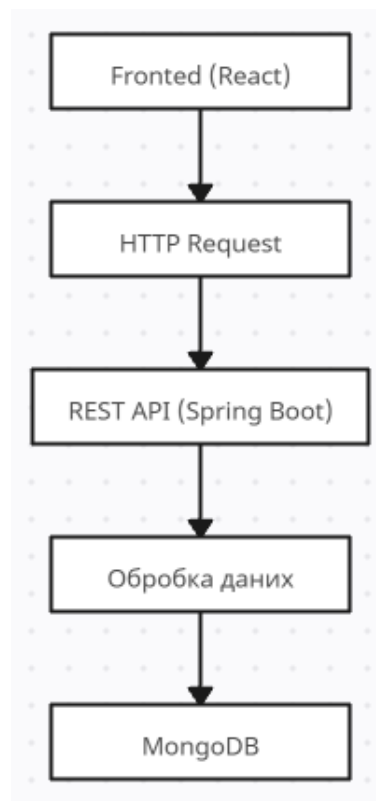 Fronted (React)
HTTP Request
REST API (Spring Boot)
Обробка даних
MongoDB